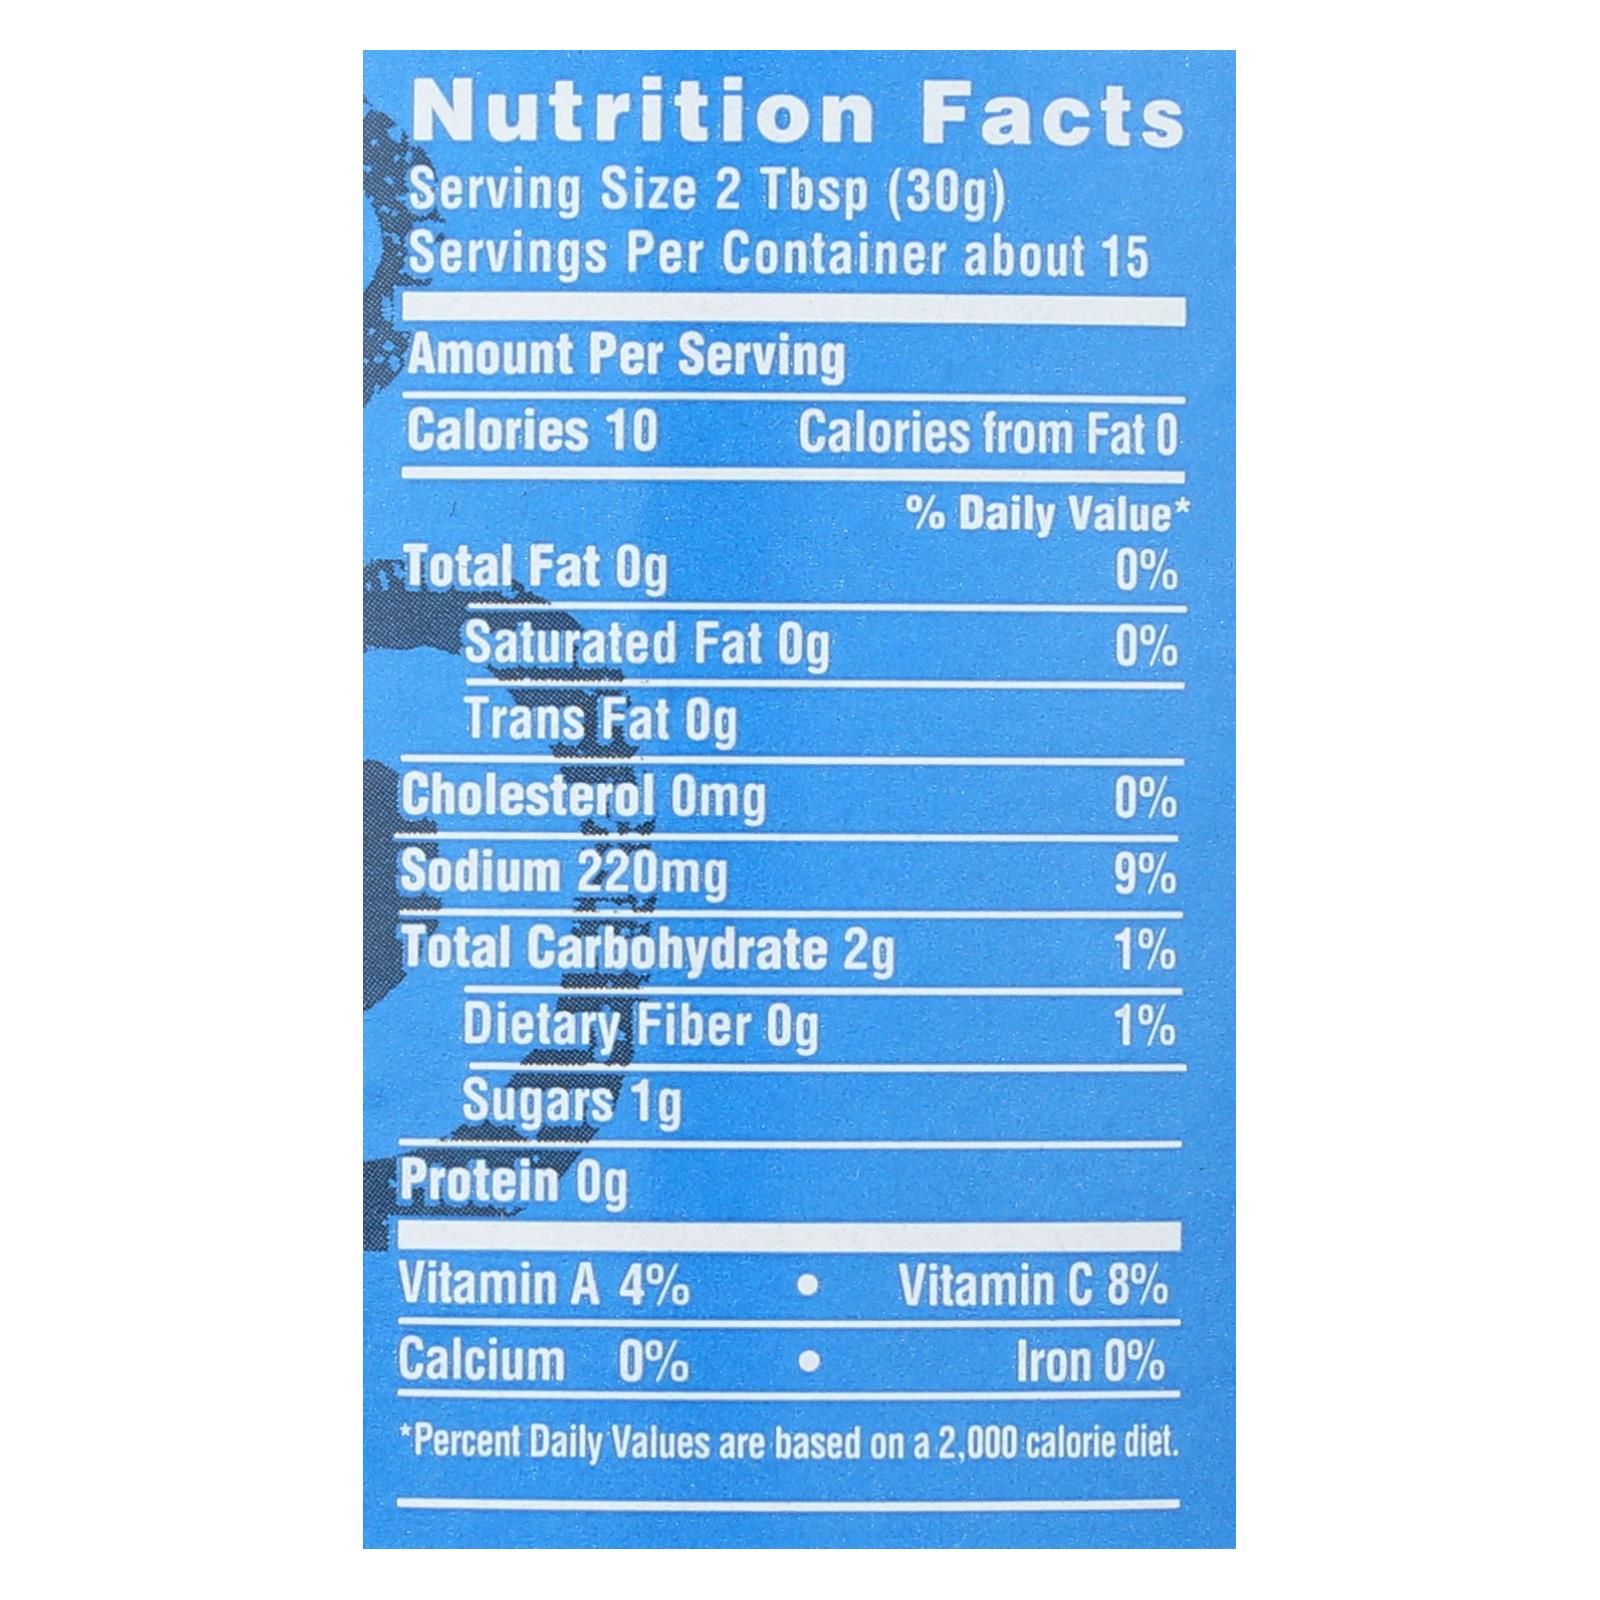 Nutrition Facts
Serving Size 2 Tbsp (30g)
Servings Per Container about 15
Amount Per Serving
Calories 10 Calories from Fat 0
% Daily Value*
Total Fat 0g 0%
Saturated Fat 0g 0%
Trans Fat 0g
Cholesterol 0mg 0%
Sodium 220mg 9%
Total Carbohydrate 2g 1%
Dietary Fiber 0g 1%
Sugars 1g
Protein 0g
Vitamin A 4% • Vitamin C 8%
Calcium 0% • Iron 0%
*Percent Daily Values are based on a 2,000 calorie diet.